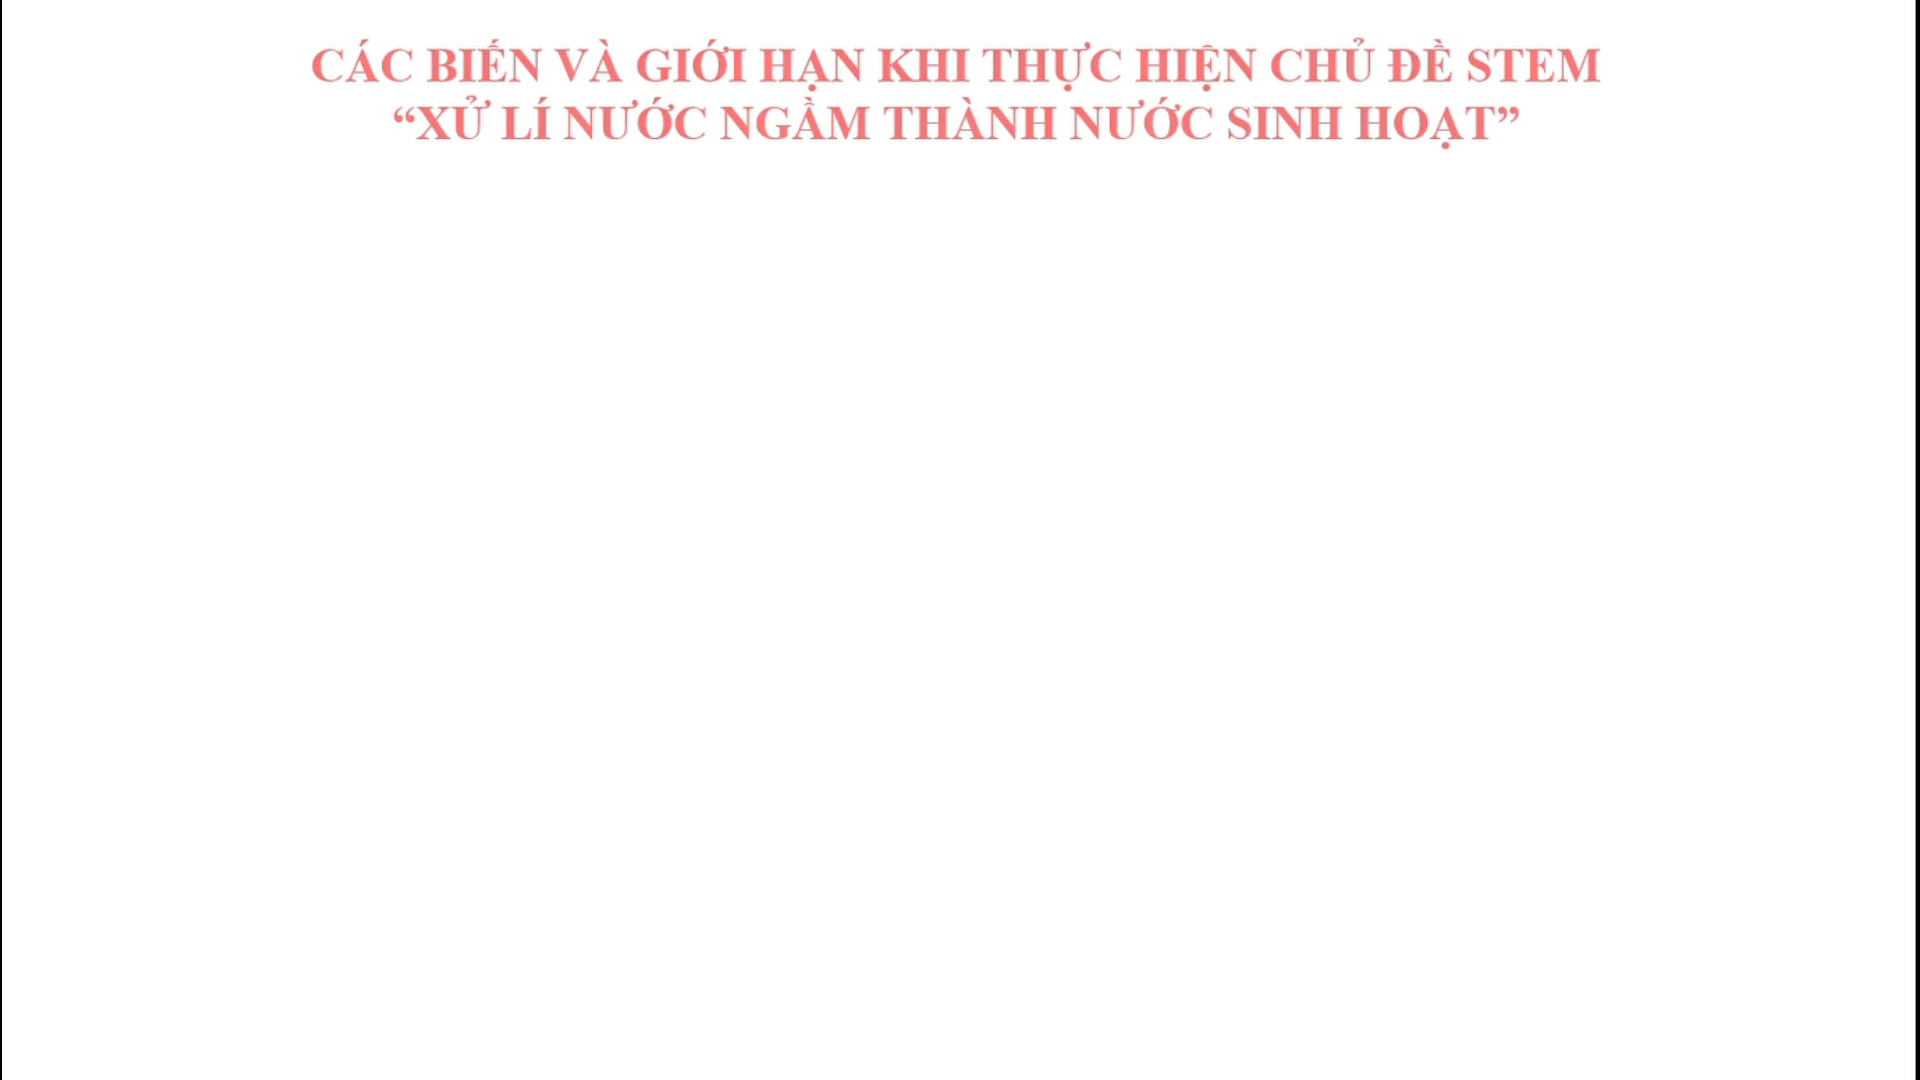 CÁC BIẾN VÀ GIỚI HẠN KHI THỰC HIỆN CHỦ ĐỀ STEM
“XỬ LÍ NƯỚC NGẦM THÀNH NƯỚC SINH HOẠT”